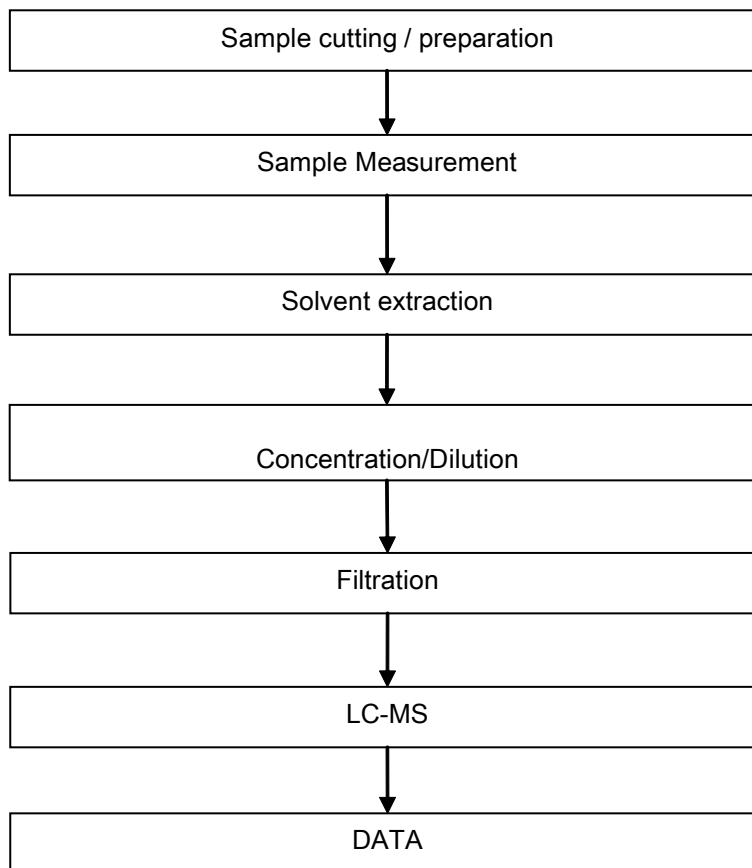 Sample cutting / preparation
Sample Measurement
Solvent extraction
Concentration/Dilution
Filtration
LC-MS
DATA